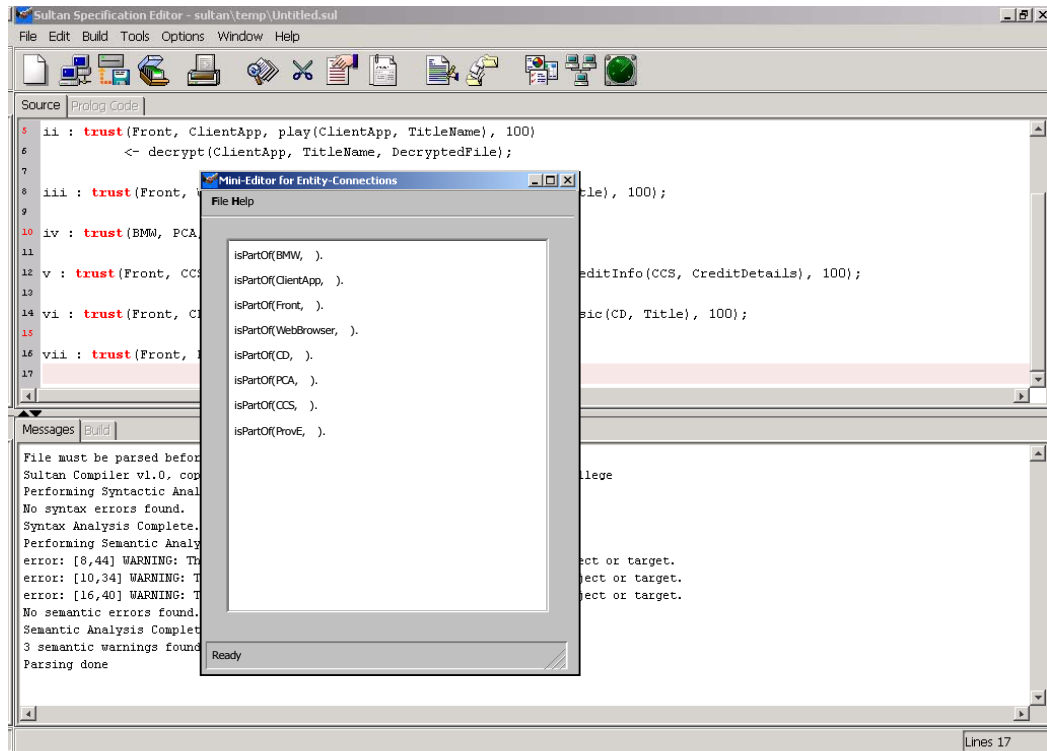 Sultan Specification Editor - sultan\temp\Untitled.sul
File Edit Build Tools Options Window Help
Source Prolog Code
5 ii : trust(Front, ClientApp, play(ClientApp, TitleName), 100)
6 <- decrypt(ClientApp, TitleName, DecryptedFile);
7
8 iii : trust(Front, tle), 100);
9
10 iv : trust(BMW, PCA,
11
12 v : trust(Front, CCS editInfo(CCS, CreditDetails), 100);
13
14 vi : trust(Front, C sic(CD, Title), 100);
15
16 vii : trust(Front,
17
Mini-Editor for Entity-Connections
File Help
isPartOf(BMW, ).
isPartOf(ClientApp, ).
isPartOf(Front, ).
isPartOf(WebBrowser, ).
isPartOf(CD, ).
isPartOf(PCA, ).
isPartOf(CCS, ).
isPartOf(ProvE, ).
Ready
Messages Build
File must be parsed befor
Sultan Compiler v1.0, cop llege
Performing Syntactic Anal
No syntax errors found.
Syntax Analysis Complete.
Performing Semantic Analy
error: [8,44] WARNING: Th ect or target.
error: [10,34] WARNING: T ject or target.
error: [16,40] WARNING: T ject or target.
No semantic errors found.
Semantic Analysis Complet
3 semantic warnings found
Parsing done
Lines 17